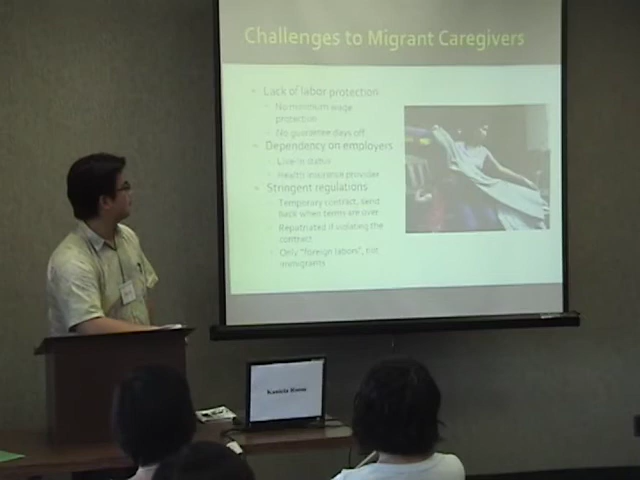 Challenges to Migrant Caregivers
Lack of labor protection
No minimum wage
protection
No guarantee days off
Dependency on employers
Live-in status
Health insurance provider
Stringent regulations
Temporary contract, send
back when terms are over
Repatriated if violating the
contract
Only "foreign labors", not
immigrants